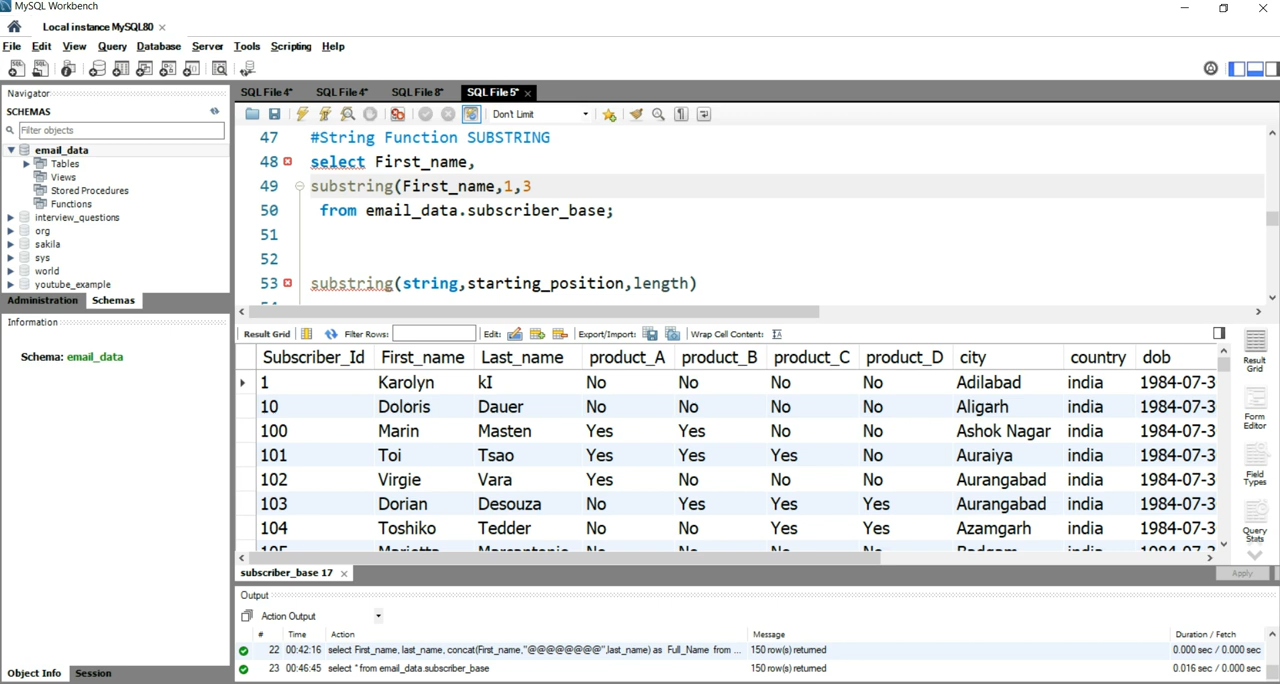 MySQL Workbench
Local instance MySQL80
File Edit View Query Database Server Tools Scripting Help
Navigator
SCHEMAS
Filter objects
email_data
Tables
Views
Stored Procedures
Functions
interview_questions
org
sakila
sys
world
youtube_example
Administration Schemas
Information
Schema: email_data
Object Info Session
SQL File 4* SQL File 4* SQL File 8* SQL File 5*
Don't Limit
47 #String Function SUBSTRING
48 select First_name,
49 substring(First_name,1,3
50 from email_data.subscriber_base;
51
52
53 substring(string,starting_position,length)
Result Grid Filter Rows: Edit: Export/Import: Wrap Cell Content:
Subscriber_Id First_name Last_name product_A product_B product_C product_D city country dob
1 Karolyn kI No No No No Adilabad india 1984-07-3
10 Doloris Dauer No No No No Aligarh india 1984-07-3
100 Marin Masten Yes Yes No No Ashok Nagar india 1984-07-3
101 Toi Tsao Yes Yes Yes No Auraiya india 1984-07-3
102 Virgie Vara Yes No No No Aurangabad india 1984-07-3
103 Dorian Desouza No Yes Yes Yes Aurangabad india 1984-07-3
104 Toshiko Tedder No No Yes Yes Azamgarh india 1984-07-3
Result Grid
Form Editor
Field Types
Query Stats
subscriber_base 17
Apply
Output
Action Output
# Time Action Message Duration / Fetch
22 00:42:16 select First_name, last_name, concat(First_name,"@@@@@@@@",last_name) as Full_Name from ... 150 row(s) returned 0.000 sec / 0.000 sec
23 00:46:45 select * from email_data.subscriber_base 150 row(s) returned 0.016 sec / 0.000 sec